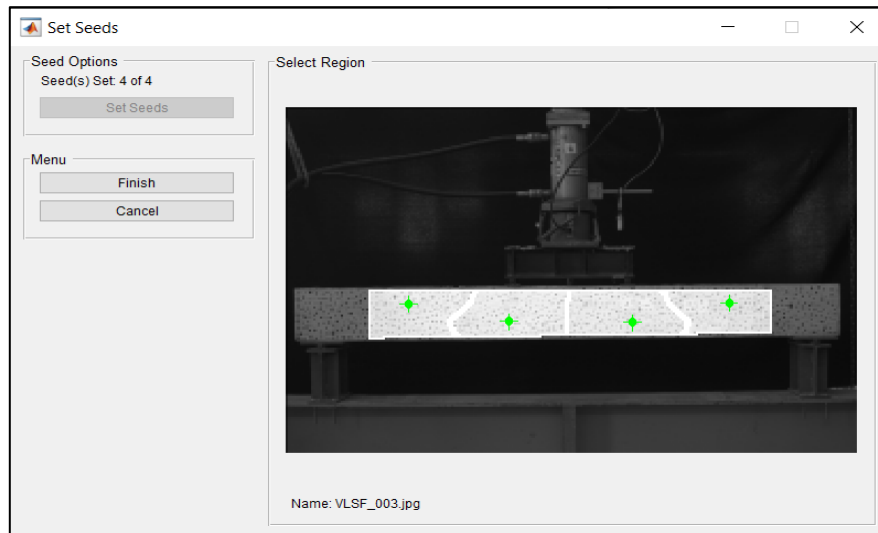 Set Seeds
Seed Options
Seed(s) Set: 4 of 4
Set Seeds
Menu
Finish
Cancel
Select Region
Name: VLSF_003.jpg